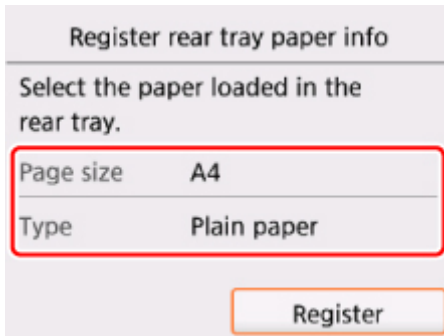 Register rear tray paper info
Select the paper loaded in the
rear tray.
Page size A4
Type Plain paper
Register